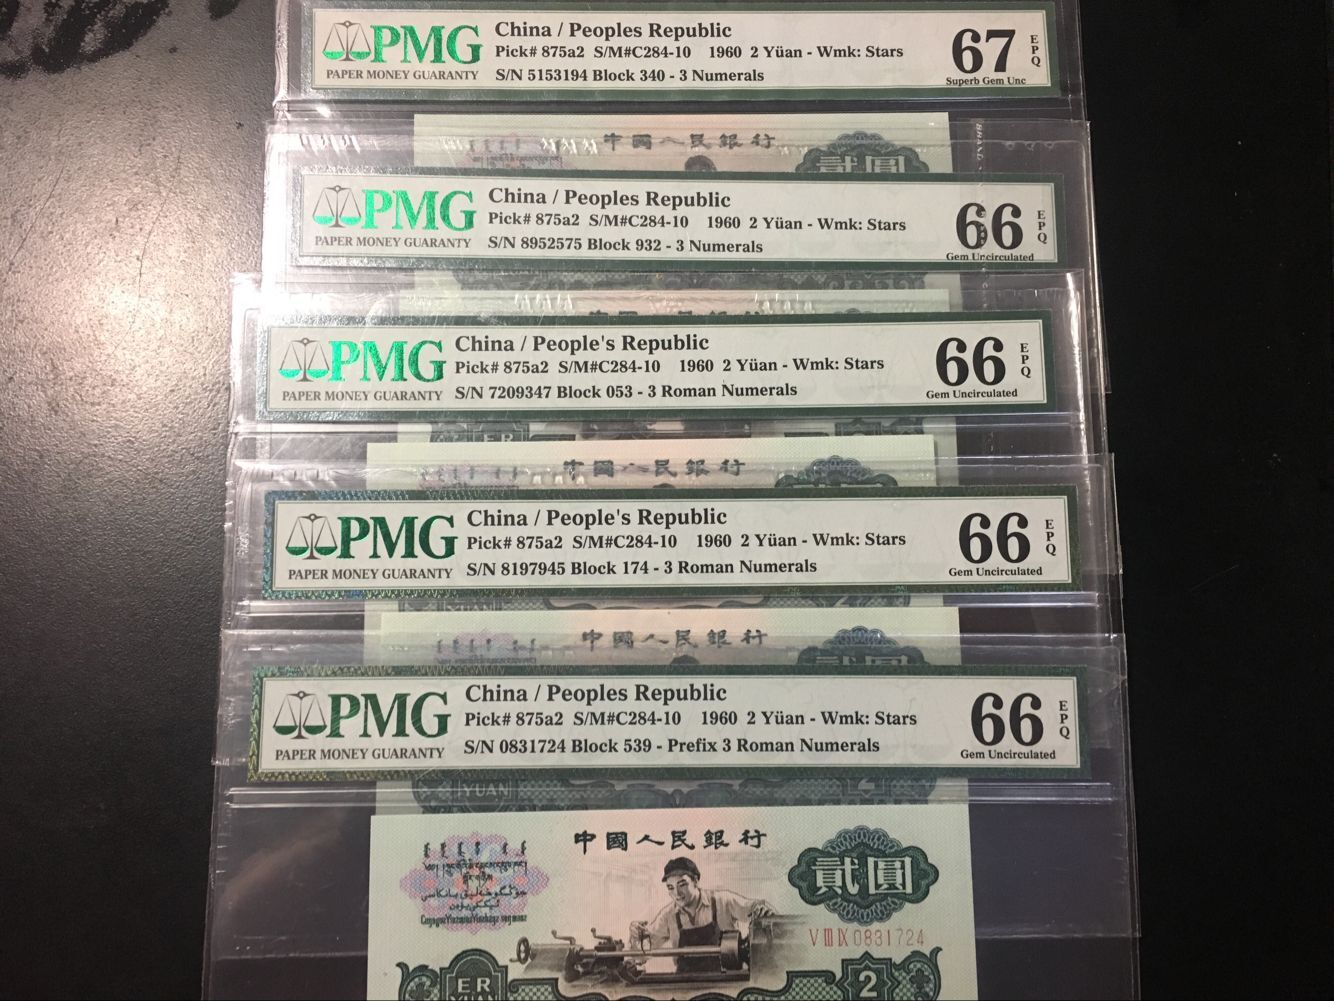 PMG
PAPER MONEY GUARANTY
China / Peoples Republic
Pick# 875a2 S/M#C284-10 1960 2 Yüan - Wmk: Stars
S/N 5153194 Block 340 - 3 Numerals
67 EPQ
Superb Gem Unc
中國人民銀行
貳圓
PMG
PAPER MONEY GUARANTY
China / Peoples Republic
Pick# 875a2 S/M#C284-10 1960 2 Yüan - Wmk: Stars
S/N 8952575 Block 932 - 3 Numerals
66 EPQ
Gem Uncirculated
PMG
PAPER MONEY GUARANTY
China / People's Republic
Pick# 875a2 S/M#C284-10 1960 2 Yüan - Wmk: Stars
S/N 7209347 Block 053 - 3 Roman Numerals
66 EPQ
Gem Uncirculated
ER
中國人民銀行
PMG
PAPER MONEY GUARANTY
China / People's Republic
Pick# 875a2 S/M#C284-10 1960 2 Yüan - Wmk: Stars
S/N 8197945 Block 174 - 3 Roman Numerals
66 EPQ
Gem Uncirculated
YUAN
中國人民銀行
PMG
PAPER MONEY GUARANTY
China / Peoples Republic
Pick# 875a2 S/M#C284-10 1960 2 Yüan - Wmk: Stars
S/N 0831724 Block 539 - Prefix 3 Roman Numerals
66 EPQ
Gem Uncirculated
YUAN
中國人民銀行
貳圓
V Ⅲ Ⅸ 0831724
ER
YUAN
2